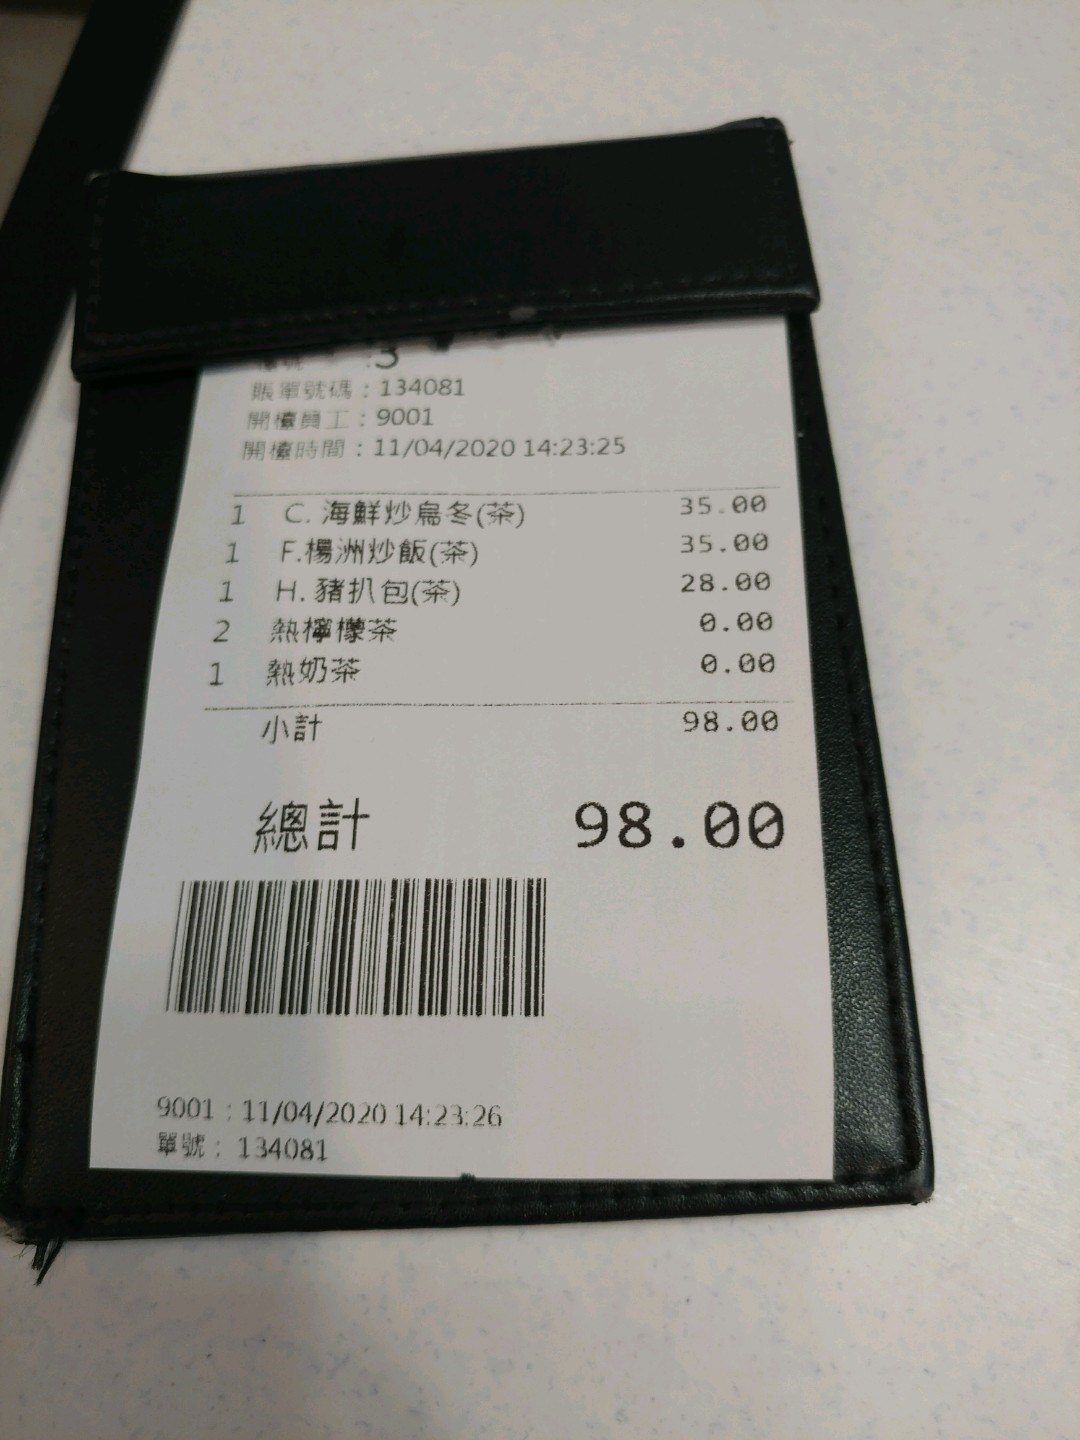 :3
賬單號碼：134081
開檯員工：9001
開檯時間：11/04/2020 14:23:25
1 C. 海鮮炒烏冬(茶) 35.00
1 F.楊洲炒飯(茶) 35.00
1 H. 豬扒包(茶) 28.00
2 熱檸檬茶 0.00
1 熱奶茶 0.00
小計 98.00
總計 98.00
9001：11/04/2020 14:23:26
單號：134081